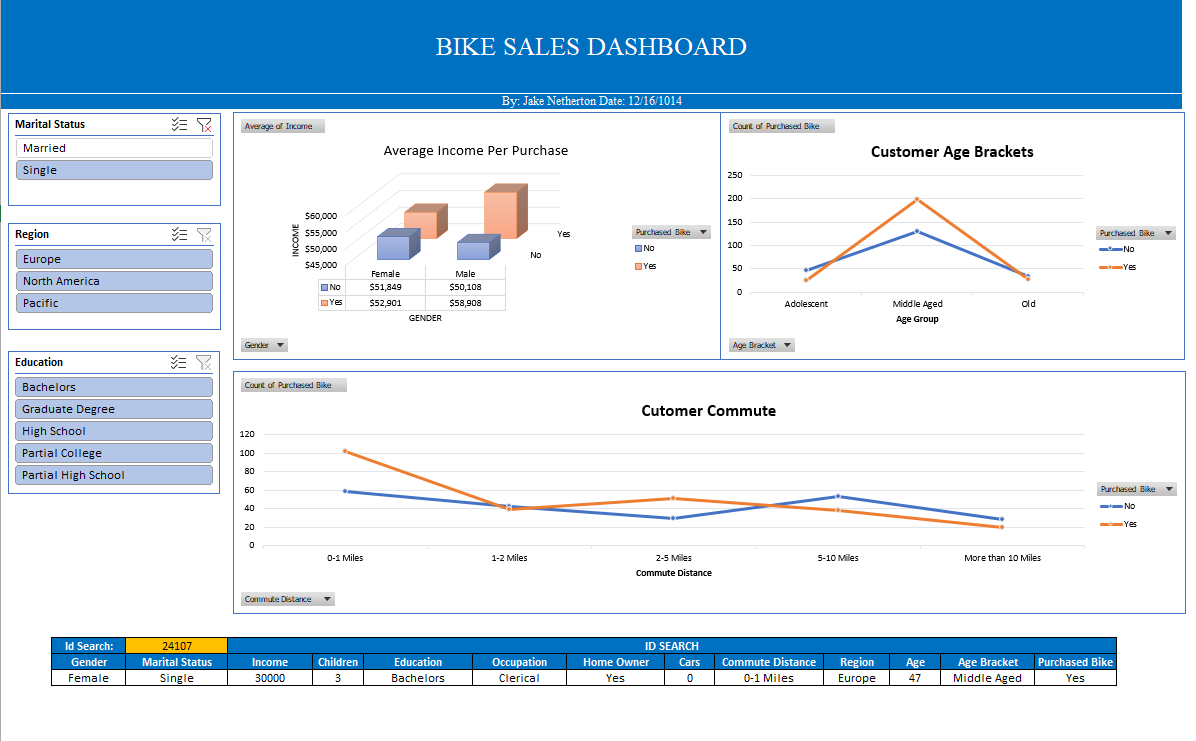 BIKE SALES DASHBOARD
By: Jake Netherton Date: 12/16/1014
Marital Status
Married
Single
Region
Europe
North America
Pacific
Education
Bachelors
Graduate Degree
High School
Partial College
Partial High School
Average of Income
Average Income Per Purchase
INCOME
$60,000
$55,000
$50,000
$45,000
Yes
No
Female Male
No $51,849 $50,108
Yes $52,901 $58,908
GENDER
Purchased Bike
No
Yes
Gender
Count of Purchased Bike
Customer Age Brackets
250
200
150
100
50
0
Adolescent Middle Aged Old
Age Group
Purchased Bike
No
Yes
Age Bracket
Count of Purchased Bike
Cutomer Commute
120
100
80
60
40
20
0
0-1 Miles 1-2 Miles 2-5 Miles 5-10 Miles More than 10 Miles
Commute Distance
Purchased Bike
No
Yes
Commute Distance
Id Search: 24107 ID SEARCH
Gender Marital Status Income Children Education Occupation Home Owner Cars Commute Distance Region Age Age Bracket Purchased Bike
Female Single 30000 3 Bachelors Clerical Yes 0 0-1 Miles Europe 47 Middle Aged Yes